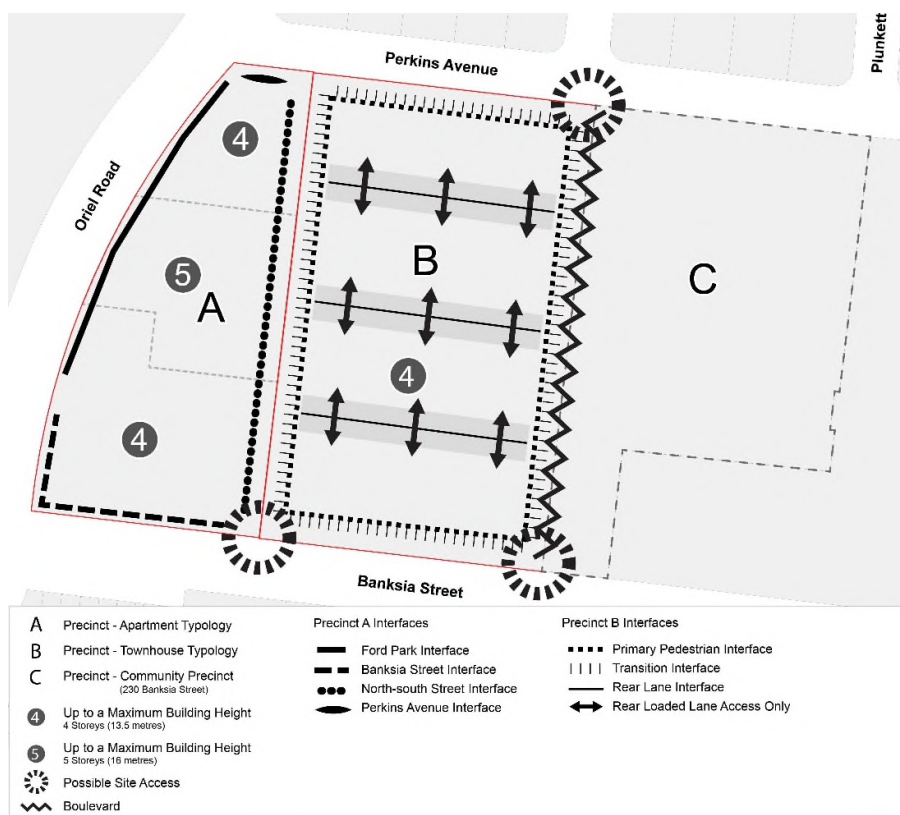 Perkins Avenue
Plunkett
Oriel Road
4
B
C
5
A
4
4
Banksia Street
A Precinct - Apartment Typology
B Precinct - Townhouse Typology
C Precinct - Community Precinct
(230 Banksia Street)
4 Up to a Maximum Building Height
4 Storeys (13.5 metres)
5 Up to a Maximum Building Height
5 Storeys (16 metres)
Possible Site Access
Boulevard
Precinct A Interfaces
Ford Park Interface
Banksia Street Interface
North-south Street Interface
Perkins Avenue Interface
Precinct B Interfaces
Primary Pedestrian Interface
Transition Interface
Rear Lane Interface
Rear Loaded Lane Access Only